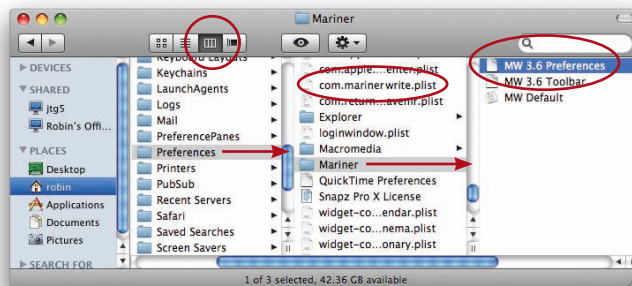 Mariner
DEVICES
SHARED
jtg5
Robin's Offi...
PLACES
Desktop
robin
Applications
Documents
Pictures
SEARCH FOR
Keyboard Layouts
Keychains
LaunchAgents
Logs
Mail
PreferencePanes
Preferences
Printers
PubSub
Recent Servers
Safari
Saved Searches
Screen Savers
com.apple....enter.plist
com.marinerwrite.plist
com.return...avenir.plist
Explorer
loginwindow.plist
Macromedia
Mariner
QuickTime Preferences
Snapz Pro X License
widget-co...endar.plist
widget-co...nema.plist
widget-co...onary.plist
MW 3.6 Preferences
MW 3.6 Toolbar
MW Default
1 of 3 selected, 42.36 GB available